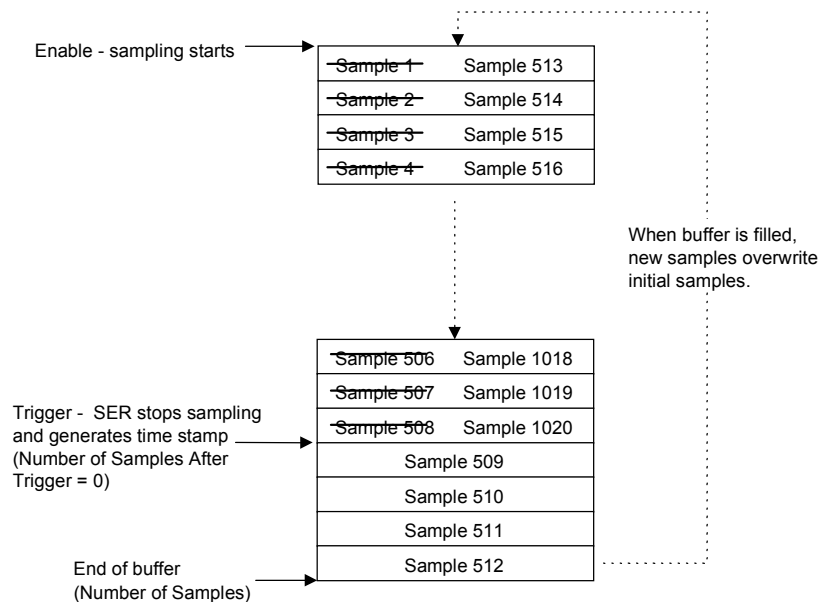 Enable - sampling starts
Sample 1 Sample 513
Sample 2 Sample 514
Sample 3 Sample 515
Sample 4 Sample 516
When buffer is filled,
new samples overwrite
initial samples.
Sample 506 Sample 1018
Sample 507 Sample 1019
Sample 508 Sample 1020
Trigger - SER stops sampling
and generates time stamp
(Number of Samples After
Trigger = 0)
Sample 509
Sample 510
Sample 511
Sample 512
End of buffer
(Number of Samples)